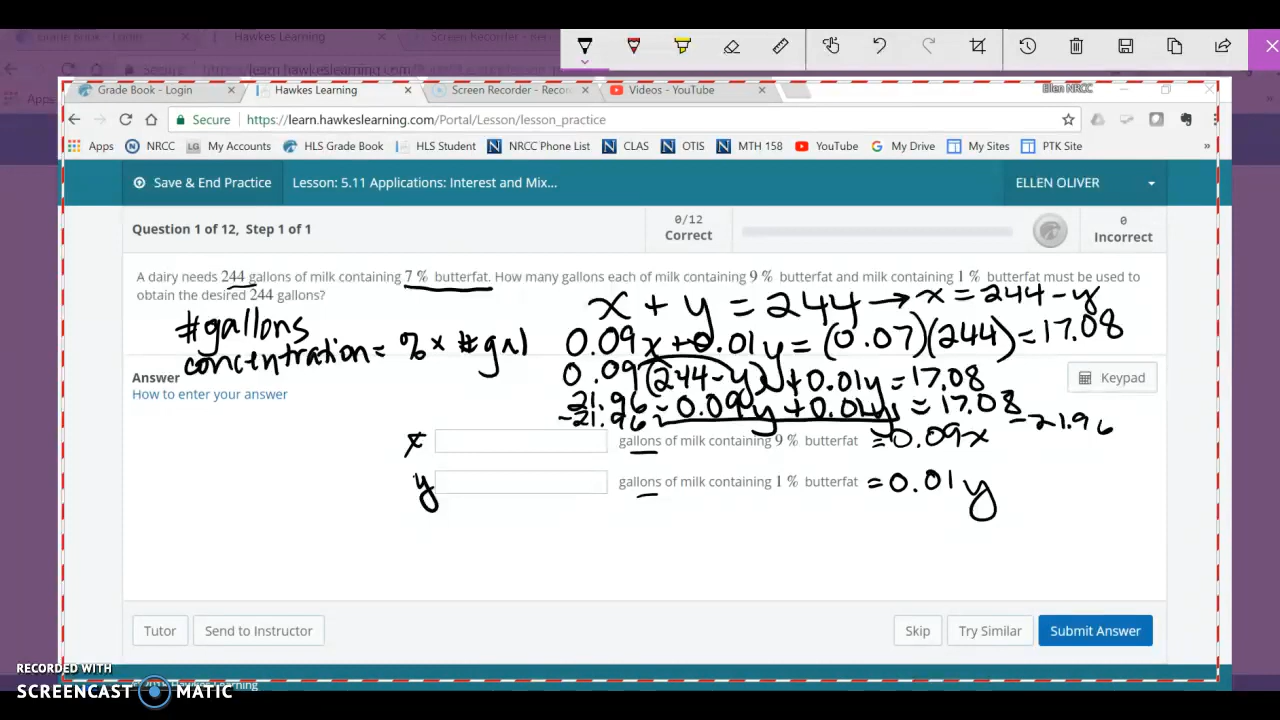 Grade Book - Login
Hawkes Learning
Screen Recorder - Recor
Videos - YouTube
Ellen NRCC
Secure
https://learn.hawkeslearning.com/Portal/Lesson/lesson_practice
Apps NRCC LG My Accounts HLS Grade Book HLS Student NRCC Phone List CLAS OTIS MTH 158 YouTube My Drive My Sites PTK Site »
Save & End Practice Lesson: 5.11 Applications: Interest and Mix... ELLEN OLIVER
Question 1 of 12, Step 1 of 1
0/12
Correct
0
Incorrect
A dairy needs 244 gallons of milk containing 7 % butterfat. How many gallons each of milk containing 9 % butterfat and milk containing 1 % butterfat must be used to
obtain the desired 244 gallons?
x + y = 244 → x = 244 - y
#gallons
concentration = % x # gal
0.09x + 0.01y = (0.07)(244) = 17.08
0.09(244 - y) + 0.01y = 17.08
21.96 - 0.09y + 0.01y = 17.08
-21.96 -21.96
Answer
How to enter your answer
Keypad
x gallons of milk containing 9 % butterfat = 0.09x
y gallons of milk containing 1 % butterfat = 0.01y
Tutor Send to Instructor Skip Try Similar Submit Answer
RECORDED WITH
SCREENCAST MATIC